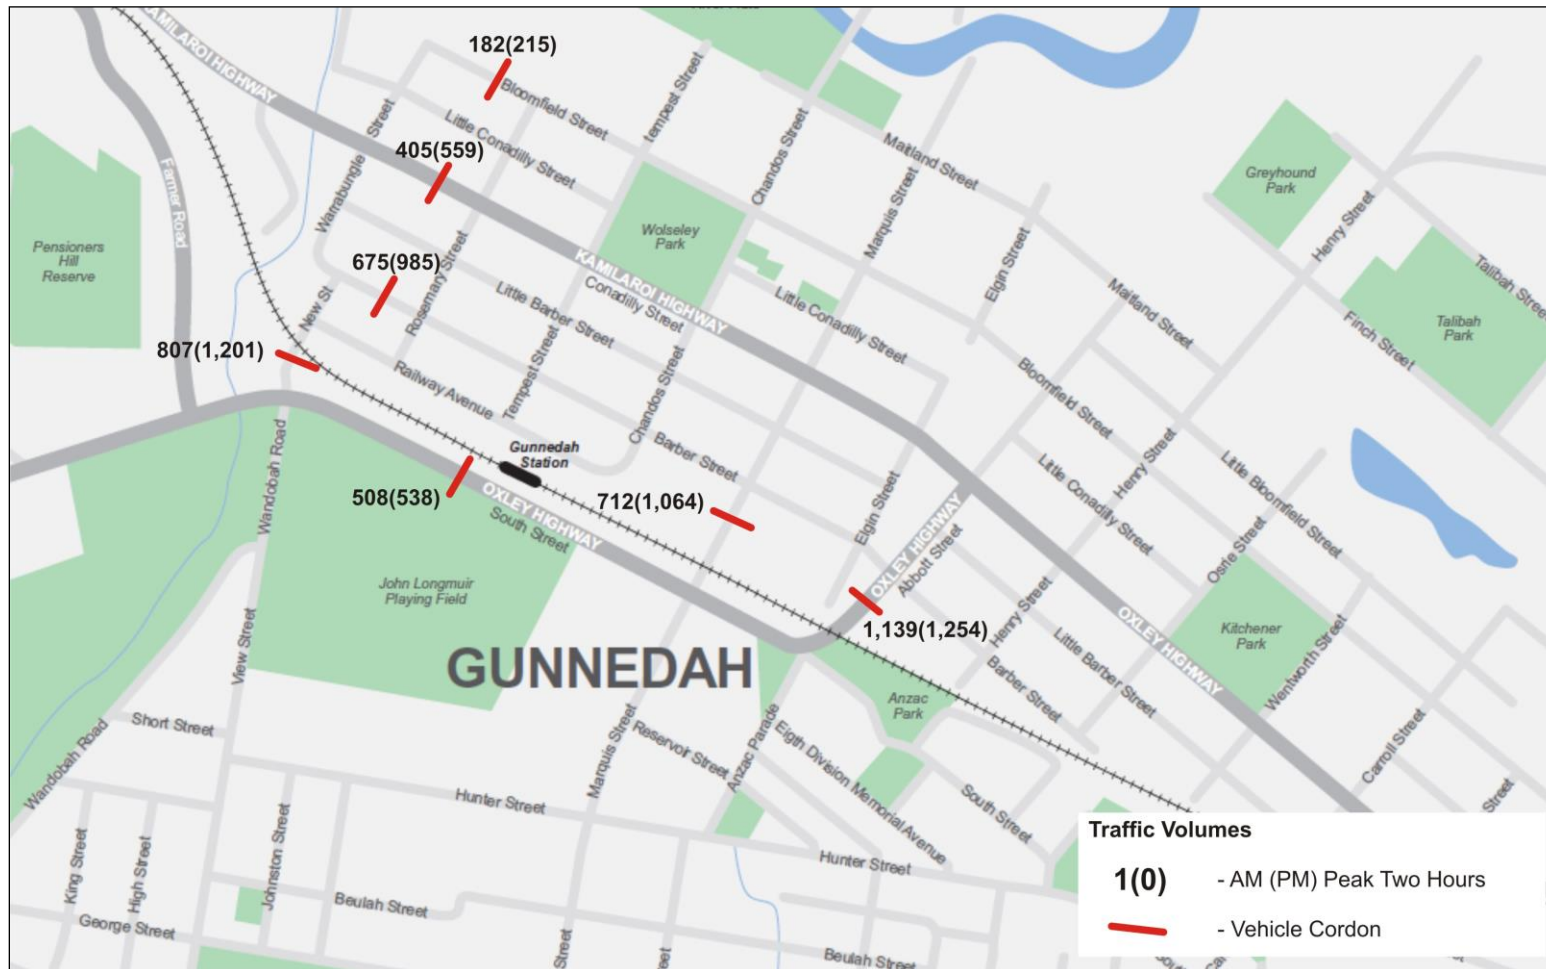 182(215)
KAMILAROI HIGHWAY
Bloomfield Street
tempest Street
Little Conadilly Street
Warrabungle Street
405(559)
Chandos Street
Maitland Street
Marquis Street
Greyhound
Park
Henry Street
Talibah Street
Farmer Road
Pensioners
Hill
Reserve
Wolseley
Park
675(985)
Rosemary Street
KAMILAROI HIGHWAY
Conadilly Street
Little Barber Street
Little Conadilly Street
Elgin Street
Maitland Street
Finch Street
Talibah
Park
New St
807(1,201)
Railway Avenue
Tempest Street
Chandos Street
Bloomfield Street
Barber Street
Gunnedah
Station
Wandobah Road
508(538)
OXLEY HIGHWAY
South Street
712(1,064)
Elgin Street
OXLEY HIGHWAY
Abbott Street
Henry Street
Little Conadilly Street
Little Bloomfield Street
Osrie Street
John Longmuir
Playing Field
1,139(1,254)
Henry Street
OXLEY HIGHWAY
Kitchener
Park
Wentworth Street
View Street
GUNNEDAH
Little Barber Street
Barber Street
Anzac
Park
Short Street
Wandobah Road
Marquis Street
Reservoir Street
Anzac Parade
Eigth Division Memorial Avenue
South Street
Carroll Street
Street
Hunter Street
Hunter Street
King Street
High Street
Johnston Street
Beulah Street
George Street
Street
Beulah Street
Traffic Volumes
1(0) - AM (PM) Peak Two Hours
- Vehicle Cordon